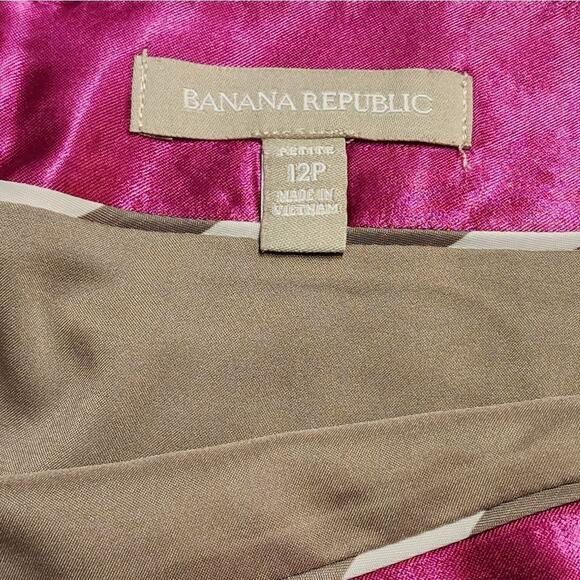 BANANA REPUBLIC
PETITE
12P
MADE IN
VIETNAM